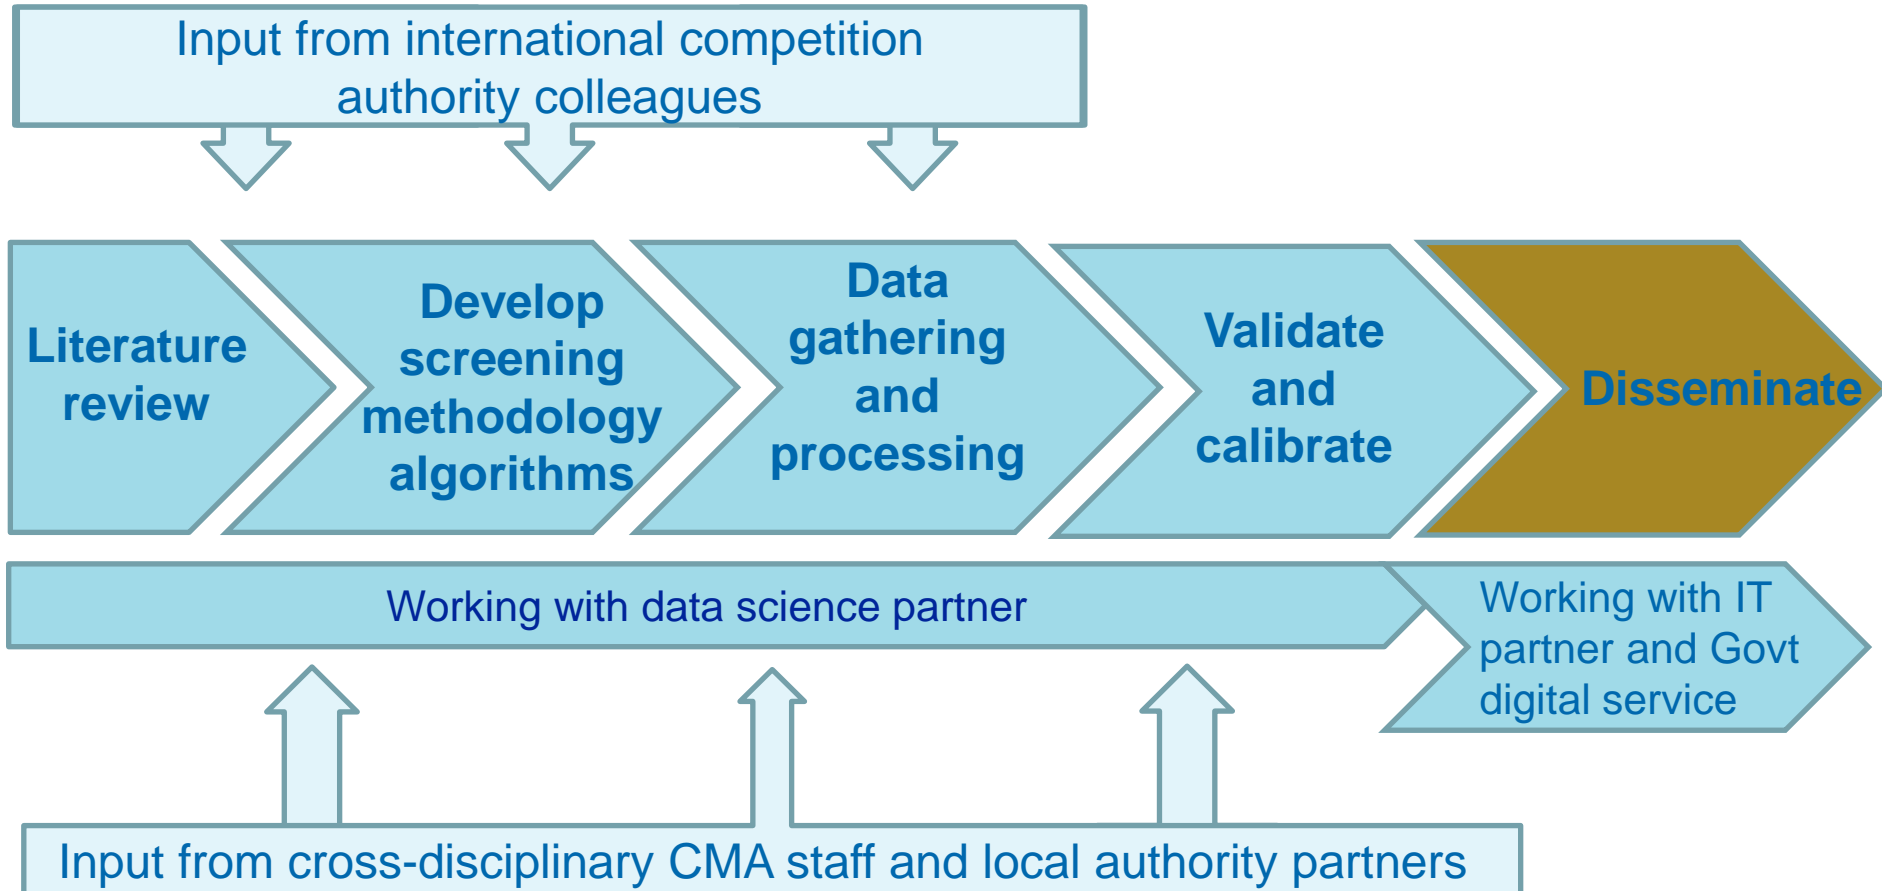 Input from international competition
authority colleagues
Literature
review
Develop
screening
methodology
algorithms
Data
gathering
and
processing
Validate
and
calibrate
Disseminate
Working with data science partner
Working with IT
partner and Govt
digital service
Input from cross-disciplinary CMA staff and local authority partners